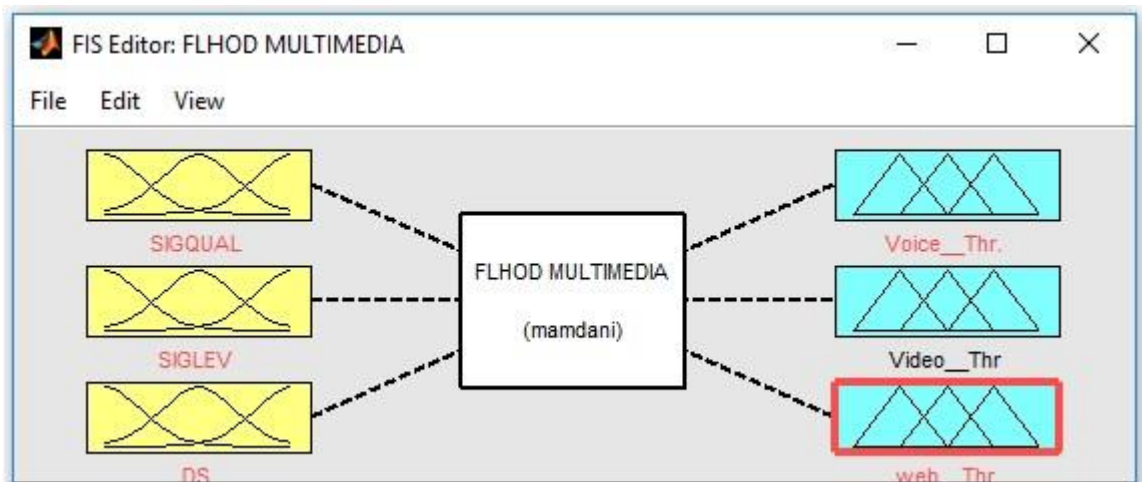 FIS Editor: FLHOD MULTIMEDIA
File Edit View
SIGQUAL
SIGLEV
DS
FLHOD MULTIMEDIA
(mamdani)
Voice__Thr.
Video__Thr
web__Thr